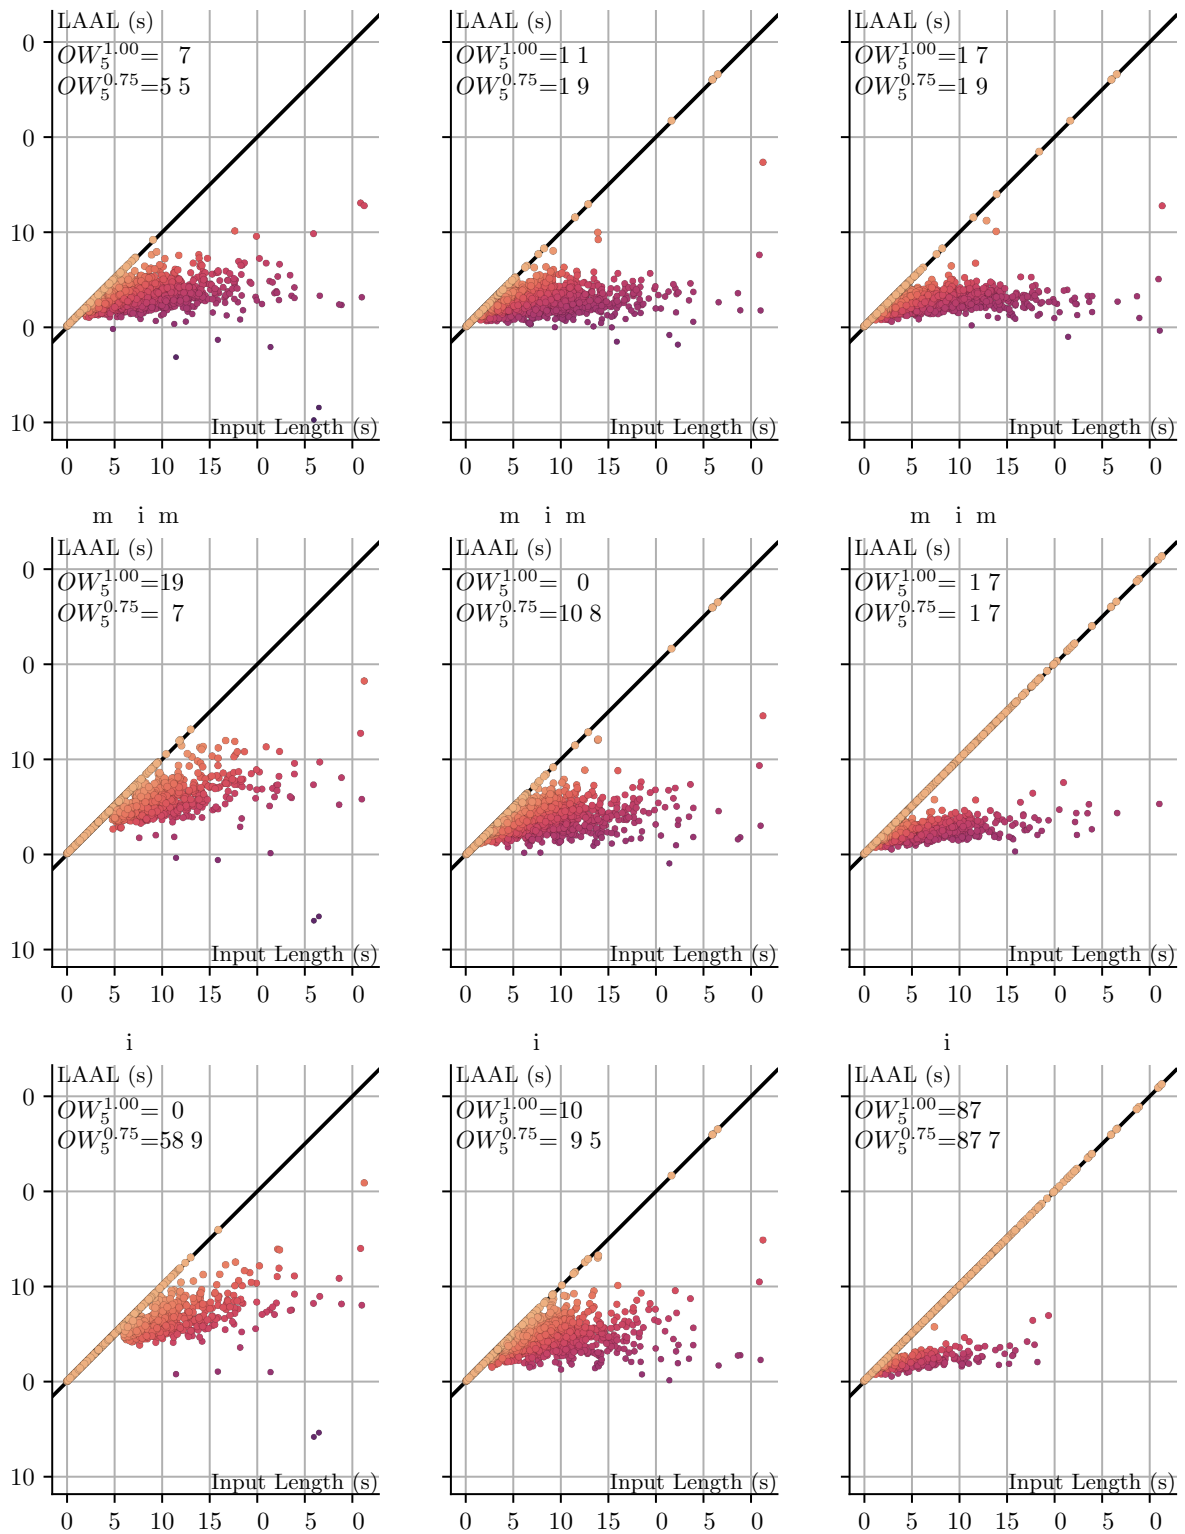 LAAL (s)
OW₅^1.00= 7
OW₅^0.75=5 5
0
0
10
0
10
Input Length (s)
0 5 10 15 0 5 0
LAAL (s)
OW₅^1.00=1 1
OW₅^0.75=1 9
Input Length (s)
0 5 10 15 0 5 0
LAAL (s)
OW₅^1.00=1 7
OW₅^0.75=1 9
Input Length (s)
0 5 10 15 0 5 0
m i m
LAAL (s)
OW₅^1.00=19
OW₅^0.75= 7
0
0
10
0
10
Input Length (s)
0 5 10 15 0 5 0
m i m
LAAL (s)
OW₅^1.00= 0
OW₅^0.75=10 8
Input Length (s)
0 5 10 15 0 5 0
m i m
LAAL (s)
OW₅^1.00= 1 7
OW₅^0.75= 1 7
Input Length (s)
0 5 10 15 0 5 0
i
LAAL (s)
OW₅^1.00= 0
OW₅^0.75=58 9
0
0
10
0
10
Input Length (s)
0 5 10 15 0 5 0
i
LAAL (s)
OW₅^1.00=10
OW₅^0.75= 9 5
Input Length (s)
0 5 10 15 0 5 0
i
LAAL (s)
OW₅^1.00=87
OW₅^0.75=87 7
Input Length (s)
0 5 10 15 0 5 0